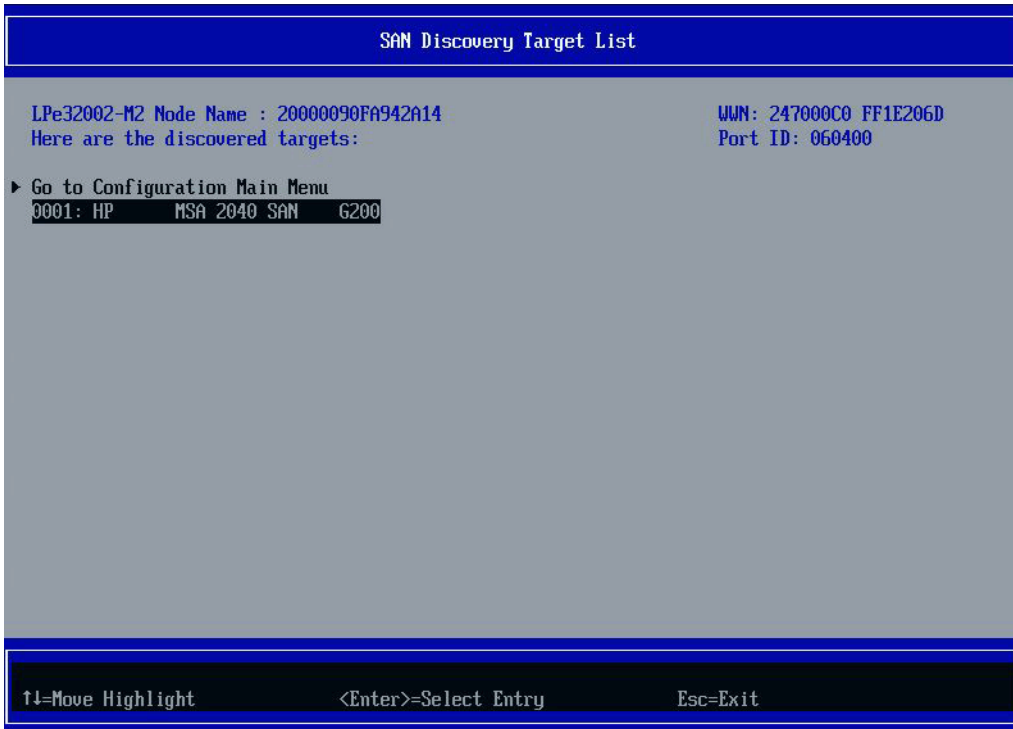 SAN Discovery Target List
LPe32002-M2 Node Name : 20000090FA942A14 WWN: 247000C0 FF1E206D
Here are the discovered targets: Port ID: 060400
▶ Go to Configuration Main Menu
0001: HP MSA 2040 SAN G200
↑↓=Move Highlight <Enter>=Select Entry Esc=Exit